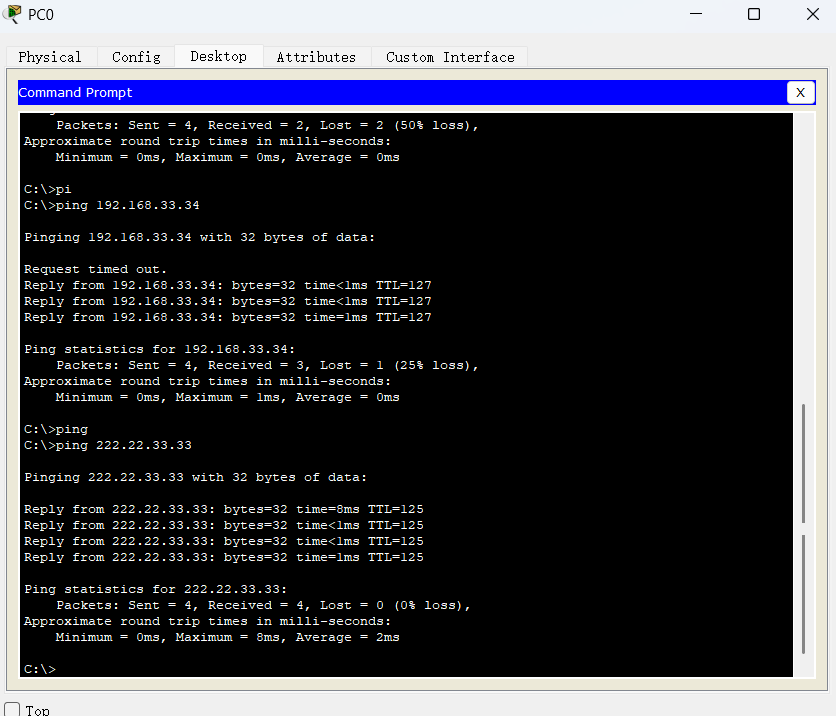 PC0
Physical Config Desktop Attributes Custom Interface
Command Prompt
X
    Packets: Sent = 4, Received = 2, Lost = 2 (50% loss),
Approximate round trip times in milli-seconds:
    Minimum = 0ms, Maximum = 0ms, Average = 0ms
C:\>pi
C:\>ping 192.168.33.34
Pinging 192.168.33.34 with 32 bytes of data:
Request timed out.
Reply from 192.168.33.34: bytes=32 time<1ms TTL=127
Reply from 192.168.33.34: bytes=32 time<1ms TTL=127
Reply from 192.168.33.34: bytes=32 time=1ms TTL=127
Ping statistics for 192.168.33.34:
    Packets: Sent = 4, Received = 3, Lost = 1 (25% loss),
Approximate round trip times in milli-seconds:
    Minimum = 0ms, Maximum = 1ms, Average = 0ms
C:\>ping
C:\>ping 222.22.33.33
Pinging 222.22.33.33 with 32 bytes of data:
Reply from 222.22.33.33: bytes=32 time=8ms TTL=125
Reply from 222.22.33.33: bytes=32 time<1ms TTL=125
Reply from 222.22.33.33: bytes=32 time<1ms TTL=125
Reply from 222.22.33.33: bytes=32 time=1ms TTL=125
Ping statistics for 222.22.33.33:
    Packets: Sent = 4, Received = 4, Lost = 0 (0% loss),
Approximate round trip times in milli-seconds:
    Minimum = 0ms, Maximum = 8ms, Average = 2ms
C:\>
Top